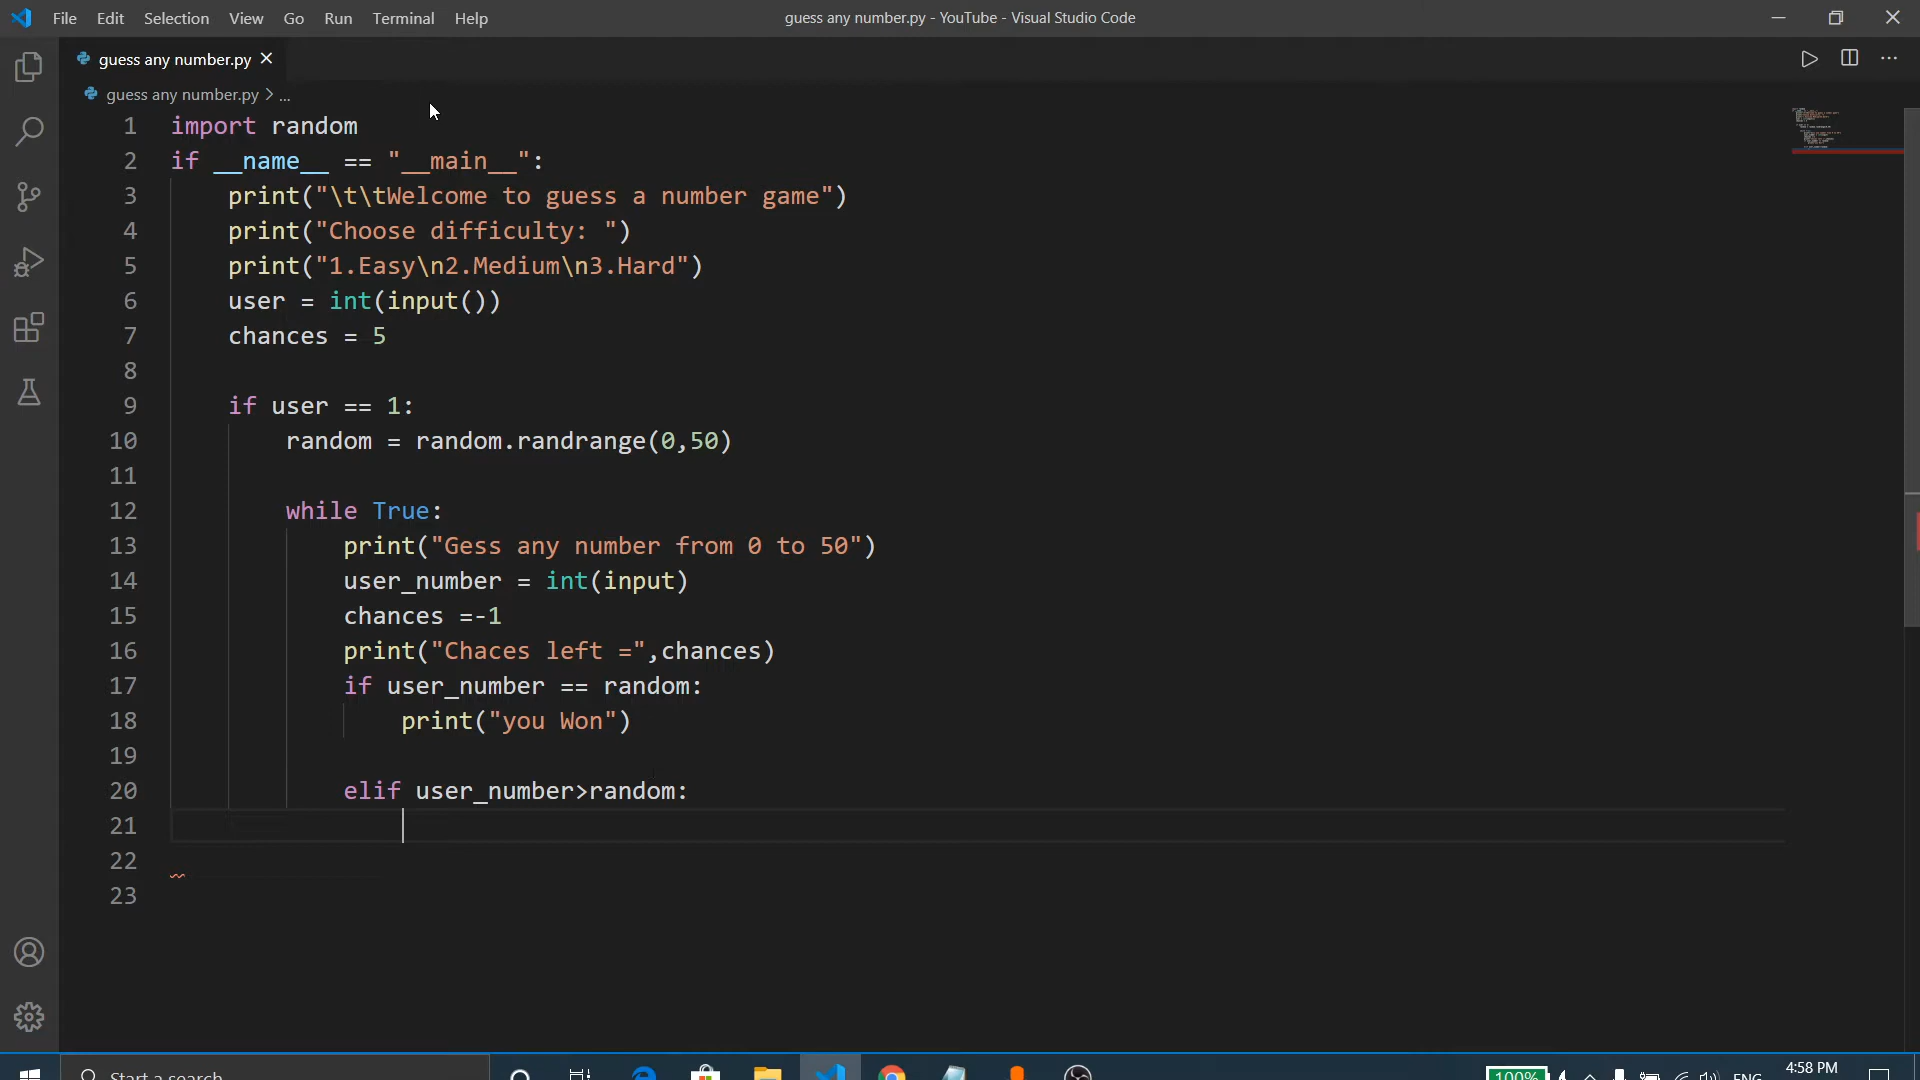 File Edit Selection View Go Run Terminal Help
guess any number.py - YouTube - Visual Studio Code
guess any number.py
guess any number.py > ...
1 import random
2 if __name__ == "__main__":
3 print("\t\tWelcome to guess a number game")
4 print("Choose difficulty: ")
5 print("1.Easy\n2.Medium\n3.Hard")
6 user = int(input())
7 chances = 5
8
9 if user == 1:
10 random = random.randrange(0,50)
11
12 while True:
13 print("Gess any number from 0 to 50")
14 user_number = int(input)
15 chances =-1
16 print("Chaces left =",chances)
17 if user_number == random:
18 print("you Won")
19
20 elif user_number>random:
21
22
23
Start a search
100%
ENG
4:58 PM